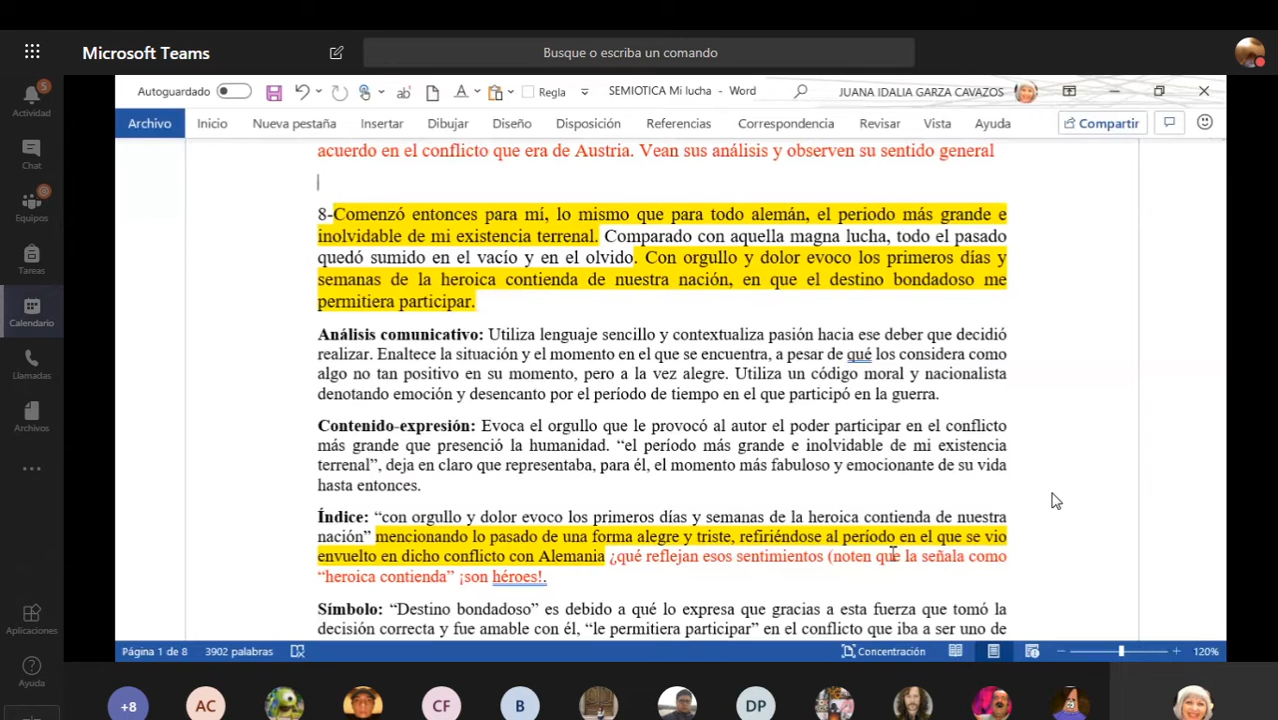 Microsoft Teams
Busque o escriba un comando
Autoguardado
Regla
SEMIOTICA Mi lucha - Word
JUANA IDALIA GARZA CAVAZOS
Archivo Inicio Nueva pestaña Insertar Dibujar Diseño Disposición Referencias Correspondencia Revisar Vista Ayuda Compartir
5
Actividad
Chat
Equipos
Tareas
Calendario
Llamadas
Archivos
Aplicaciones
Ayuda
acuerdo en el conflicto que era de Austria. Vean sus análisis y observen su sentido general
8-Comenzó entonces para mí, lo mismo que para todo alemán, el periodo más grande e
inolvidable de mi existencia terrenal. Comparado con aquella magna lucha, todo el pasado
quedó sumido en el vacío y en el olvido. Con orgullo y dolor evoco los primeros días y
semanas de la heroica contienda de nuestra nación, en que el destino bondadoso me
permitiera participar.
Análisis comunicativo: Utiliza lenguaje sencillo y contextualiza pasión hacia ese deber que decidió
realizar. Enaltece la situación y el momento en el que se encuentra, a pesar de qué los considera como
algo no tan positivo en su momento, pero a la vez alegre. Utiliza un código moral y nacionalista
denotando emoción y desencanto por el período de tiempo en el que participó en la guerra.
Contenido-expresión: Evoca el orgullo que le provocó al autor el poder participar en el conflicto
más grande que presenció la humanidad. “el período más grande e inolvidable de mi existencia
terrenal”, deja en claro que representaba, para él, el momento más fabuloso y emocionante de su vida
hasta entonces.
Índice: “con orgullo y dolor evoco los primeros días y semanas de la heroica contienda de nuestra
nación” mencionando lo pasado de una forma alegre y triste, refiriéndose al período en el que se vio
envuelto en dicho conflicto con Alemania ¿qué reflejan esos sentimientos (noten que la señala como
“heroica contienda” ¡son héroes!.
Símbolo: “Destino bondadoso” es debido a qué lo expresa que gracias a esta fuerza que tomó la
decisión correcta y fue amable con él, “le permitiera participar” en el conflicto que iba a ser uno de
Página 1 de 8 3902 palabras
Concentración
120%
+8 AC CF B DP